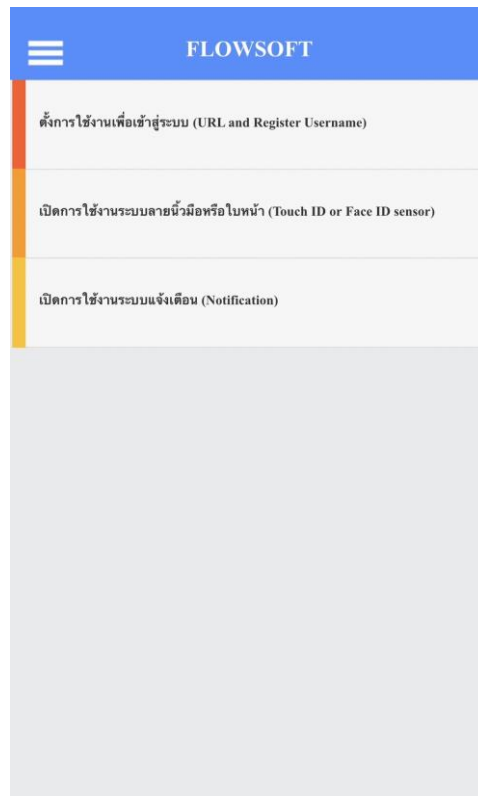 FLOWSOFT
ตั้งการใช้งานเพื่อเข้าสู่ระบบ (URL and Register Username)
เปิดการใช้งานระบบลายนิ้วมือหรือใบหน้า (Touch ID or Face ID sensor)
เปิดการใช้งานระบบแจ้งเตือน (Notification)